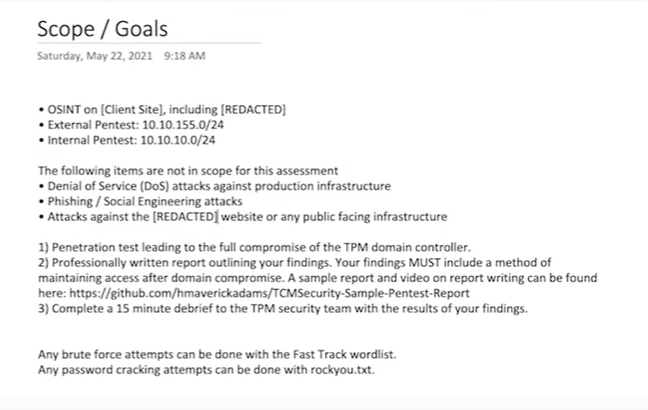 Scope / Goals
Saturday, May 22, 2021 9:18 AM
• OSINT on [Client Site], including [REDACTED]
• External Pentest: 10.10.155.0/24
• Internal Pentest: 10.10.10.0/24
The following items are not in scope for this assessment
• Denial of Service (DoS) attacks against production infrastructure
• Phishing / Social Engineering attacks
• Attacks against the [REDACTED] website or any public facing infrastructure
1) Penetration test leading to the full compromise of the TPM domain controller.
2) Professionally written report outlining your findings. Your findings MUST include a method of
maintaining access after domain compromise. A sample report and video on report writing can be found
here: https://github.com/hmaverickadams/TCMSecurity-Sample-Pentest-Report
3) Complete a 15 minute debrief to the TPM security team with the results of your findings.
Any brute force attempts can be done with the Fast Track wordlist.
Any password cracking attempts can be done with rockyou.txt.